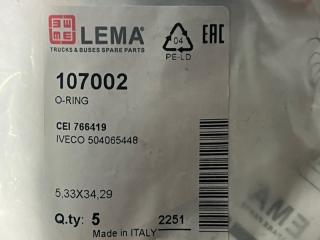 LEMA
TRUCKS & BUSES SPARE PARTS
04
PE-LD
EAC
107002
O-RING
CEI 766419
IVECO 504065448
5,33X34,29
Q.ty: 5
2251
Made in ITALY
EMA